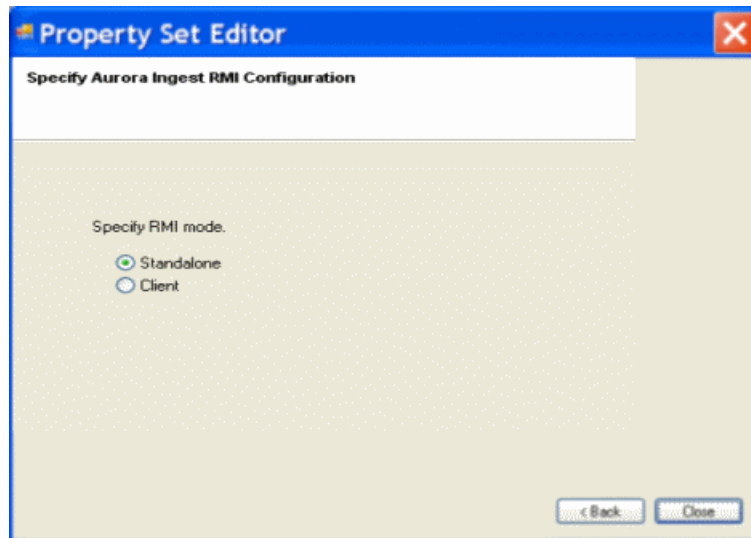 Property Set Editor
Specify Aurora Ingest RMI Configuration
Specify RMI mode.
Standalone
Client
< Back
Close